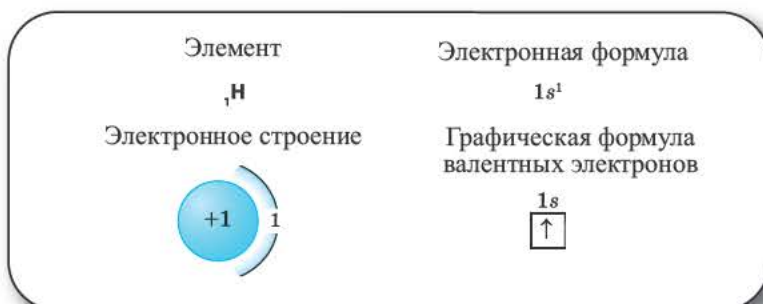 Элемент
Электронная формула
₁H
1s¹
Электронное строение
Графическая формула
валентных электронов
+1
1
1s
↑